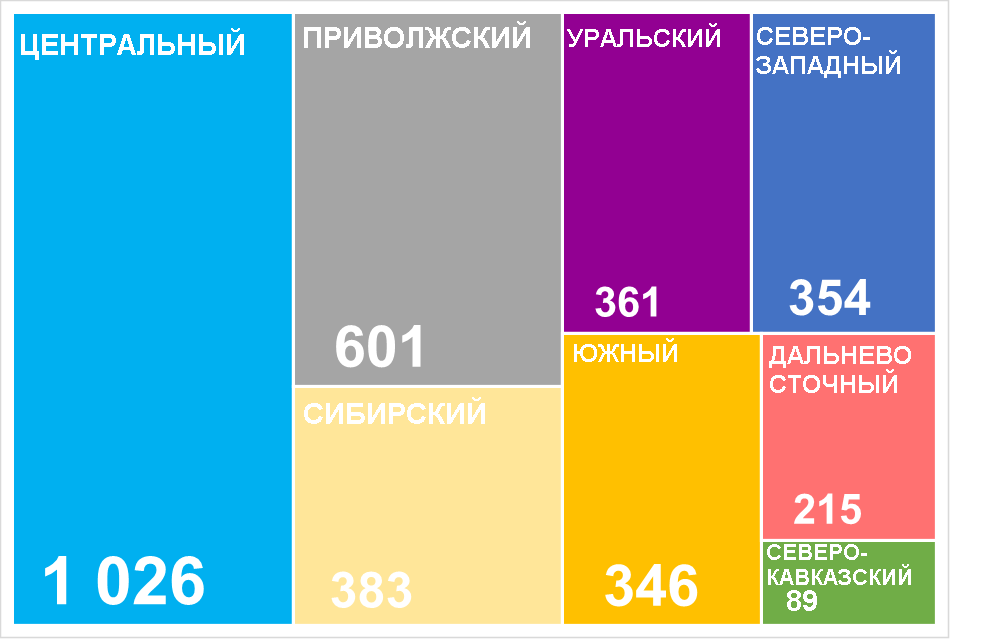 ЦЕНТРАЛЬНЫЙ
1 026
ПРИВОЛЖСКИЙ
601
СИБИРСКИЙ
383
УРАЛЬСКИЙ
361
СЕВЕРО-
ЗАПАДНЫЙ
354
ЮЖНЫЙ
346
ДАЛЬНЕВО
СТОЧНЫЙ
215
СЕВЕРО-
КАВКАЗСКИЙ
89